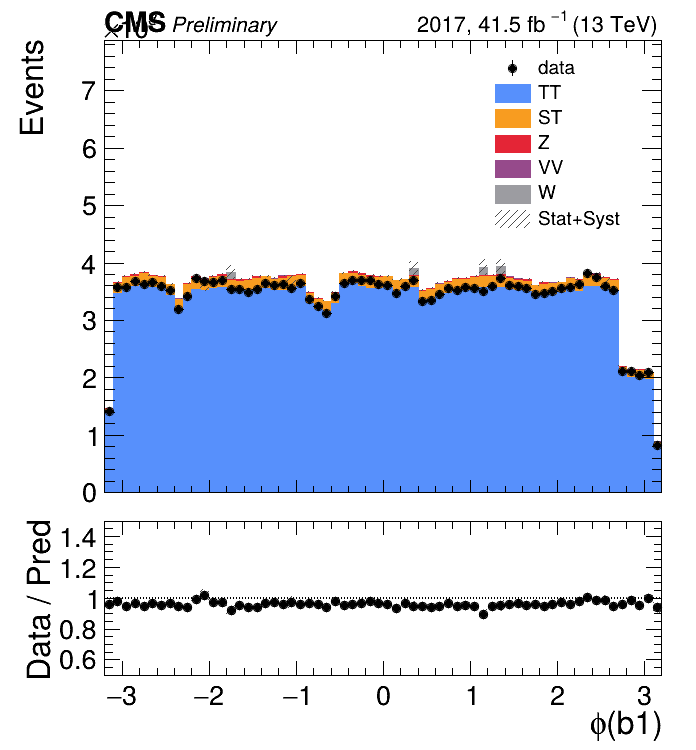 CMS Preliminary
2017, 41.5 fb⁻¹ (13 TeV)
Events
7
6
5
4
3
2
1
0
data
TT
ST
Z
VV
W
Stat+Syst
Data / Pred
1.4
1.2
1
0.8
0.6
−3 −2 −1 0 1 2 3
ϕ(b1)